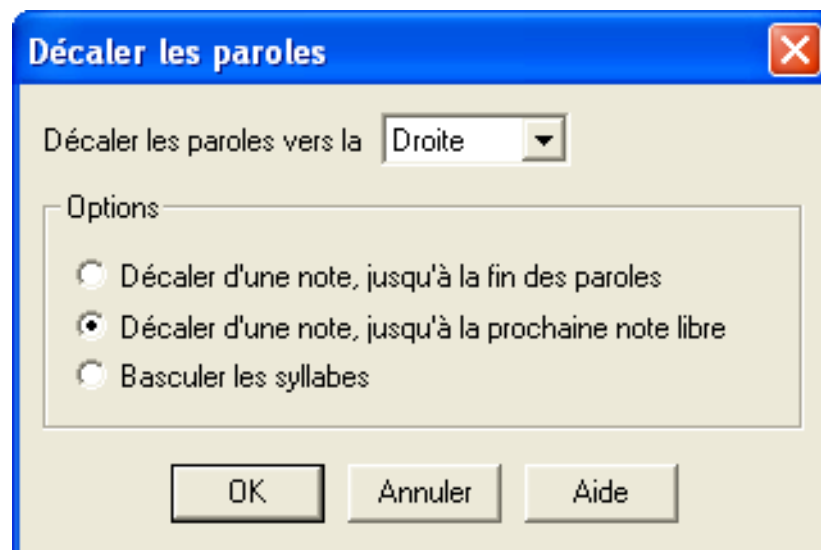 Décaler les paroles
Décaler les paroles vers la Droite
Options
Décaler d'une note, jusqu'à la fin des paroles
Décaler d'une note, jusqu'à la prochaine note libre
Basculer les syllabes
OK Annuler Aide